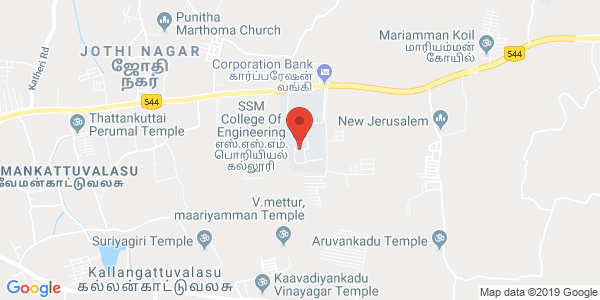 Punitha
Marthoma Church
Katheri Rd
JOTHI NAGAR
ஜோதி
நகர்
Mariamman Koil
மாரியம்மன்
கோயில்
544
Corporation Bank
கார்ப்பரேஷன்
வங்கி
544
Thattankuttai
Perumal Temple
SSM
College Of
Engineering
எஸ்.எஸ்.எம்.
பொறியியல்
கல்லூரி
New Jerusalem
MANKATTUVALASU
வேமன்காட்டுவலசு
V.mettur,
maariyamman Temple
Suriyagiri Temple
Aruvankadu Temple
Kallangattuvalasu
கல்லன்காட்டுவலசு
Kaavadiyankadu
Vinayagar Temple
Google
Map data ©2019 Google